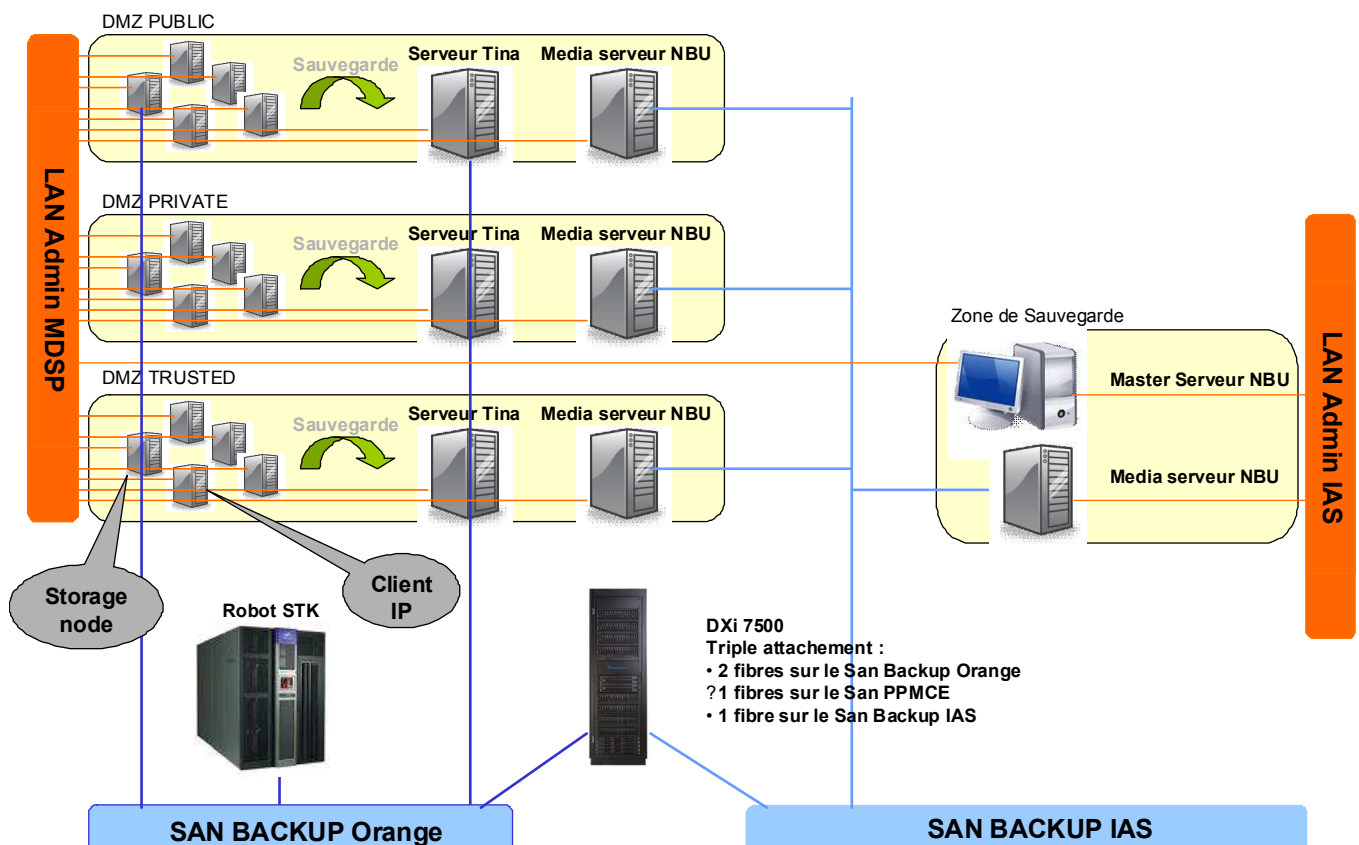 DMZ PUBLIC
Sauvegarde
Serveur Tina
Media serveur NBU
LAN Admin MDSP
DMZ PRIVATE
Sauvegarde
Serveur Tina
Media serveur NBU
Zone de Sauvegarde
Master Serveur NBU
Media serveur NBU
LAN Admin IAS
DMZ TRUSTED
Sauvegarde
Serveur Tina
Media serveur NBU
Storage
node
Client
IP
Robot STK
DXi 7500
Triple attachement :
• 2 fibres sur le San Backup Orange
?1 fibres sur le San PPMCE
• 1 fibre sur le San Backup IAS
SAN BACKUP Orange
SAN BACKUP IAS